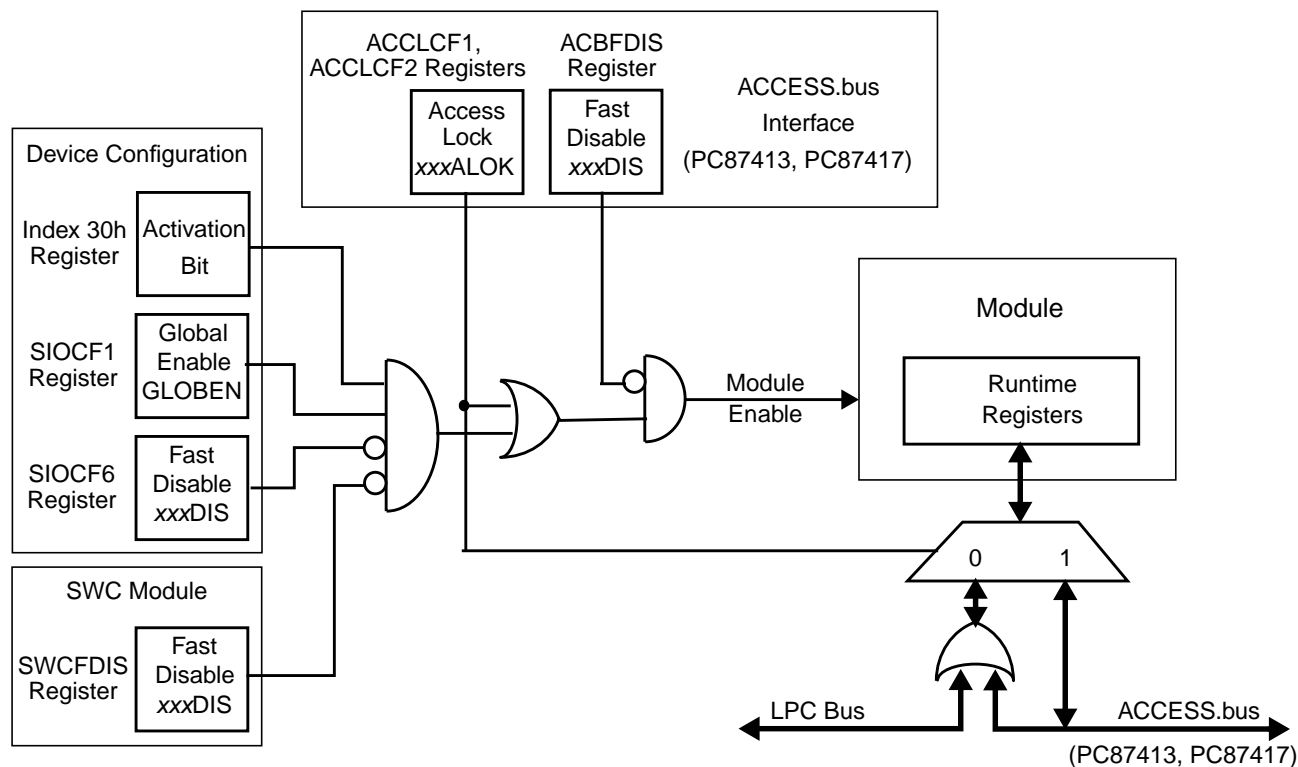 ACCLCF1,
ACCLCF2 Registers
Access
Lock
xxxALOK
ACBFDIS
Register
Fast
Disable
xxxDIS
ACCESS.bus
Interface
(PC87413, PC87417)
Device Configuration
Index 30h
Register
Activation
Bit
SIOCF1
Register
Global
Enable
GLOBEN
SIOCF6
Register
Fast
Disable
xxxDIS
SWC Module
SWCFDIS
Register
Fast
Disable
xxxDIS
Module
Enable
Module
Runtime
Registers
0
1
LPC Bus
ACCESS.bus
(PC87413, PC87417)